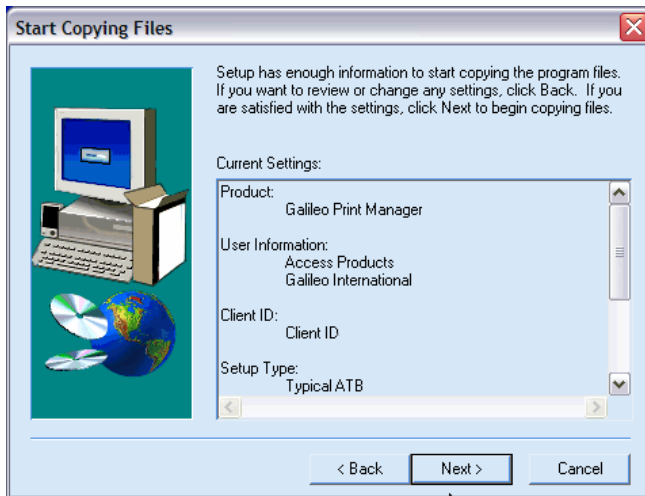 Start Copying Files
Setup has enough information to start copying the program files.
If you want to review or change any settings, click Back. If you
are satisfied with the settings, click Next to begin copying files.
Current Settings:
Product:
Galileo Print Manager
User Information:
Access Products
Galileo International
Client ID:
Client ID
Setup Type:
Typical ATB
< Back
Next >
Cancel